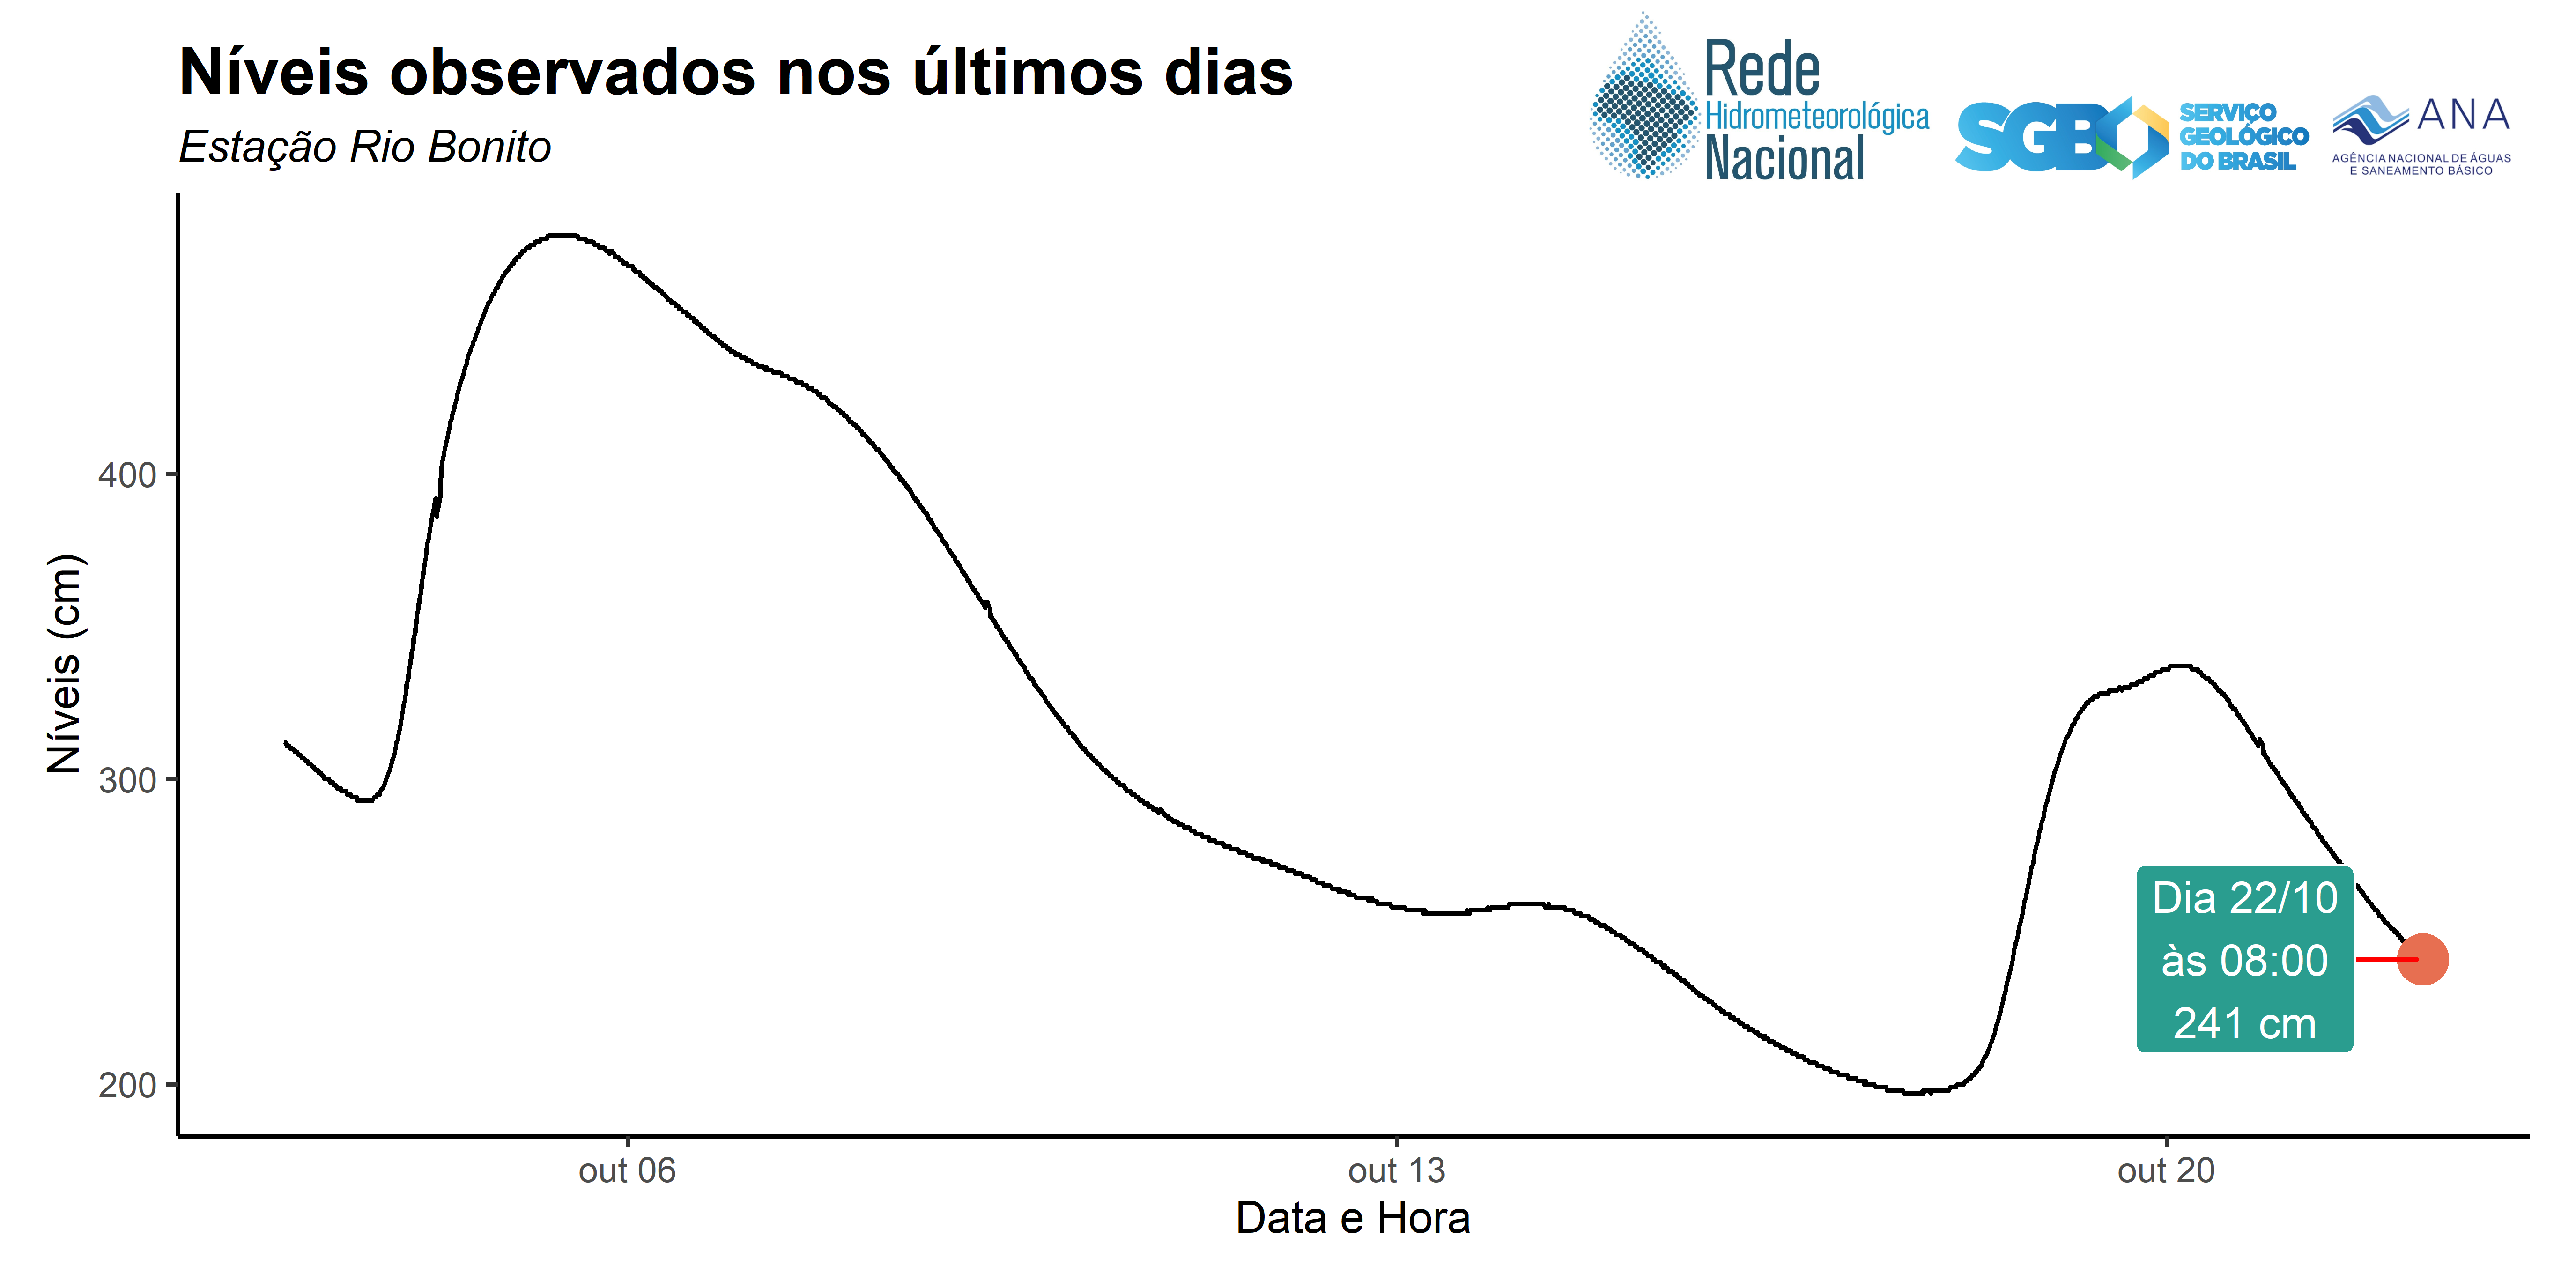 Níveis observados nos últimos dias
Estação Rio Bonito
Rede
Hidrometeorológica
Nacional
SGB
SERVIÇO
GEOLÓGICO
DO BRASIL
ANA
AGÊNCIA NACIONAL DE ÁGUAS
E SANEAMENTO BÁSICO
Níveis (cm)
400
300
200
Dia 22/10
às 08:00
241 cm
out 06
out 13
out 20
Data e Hora